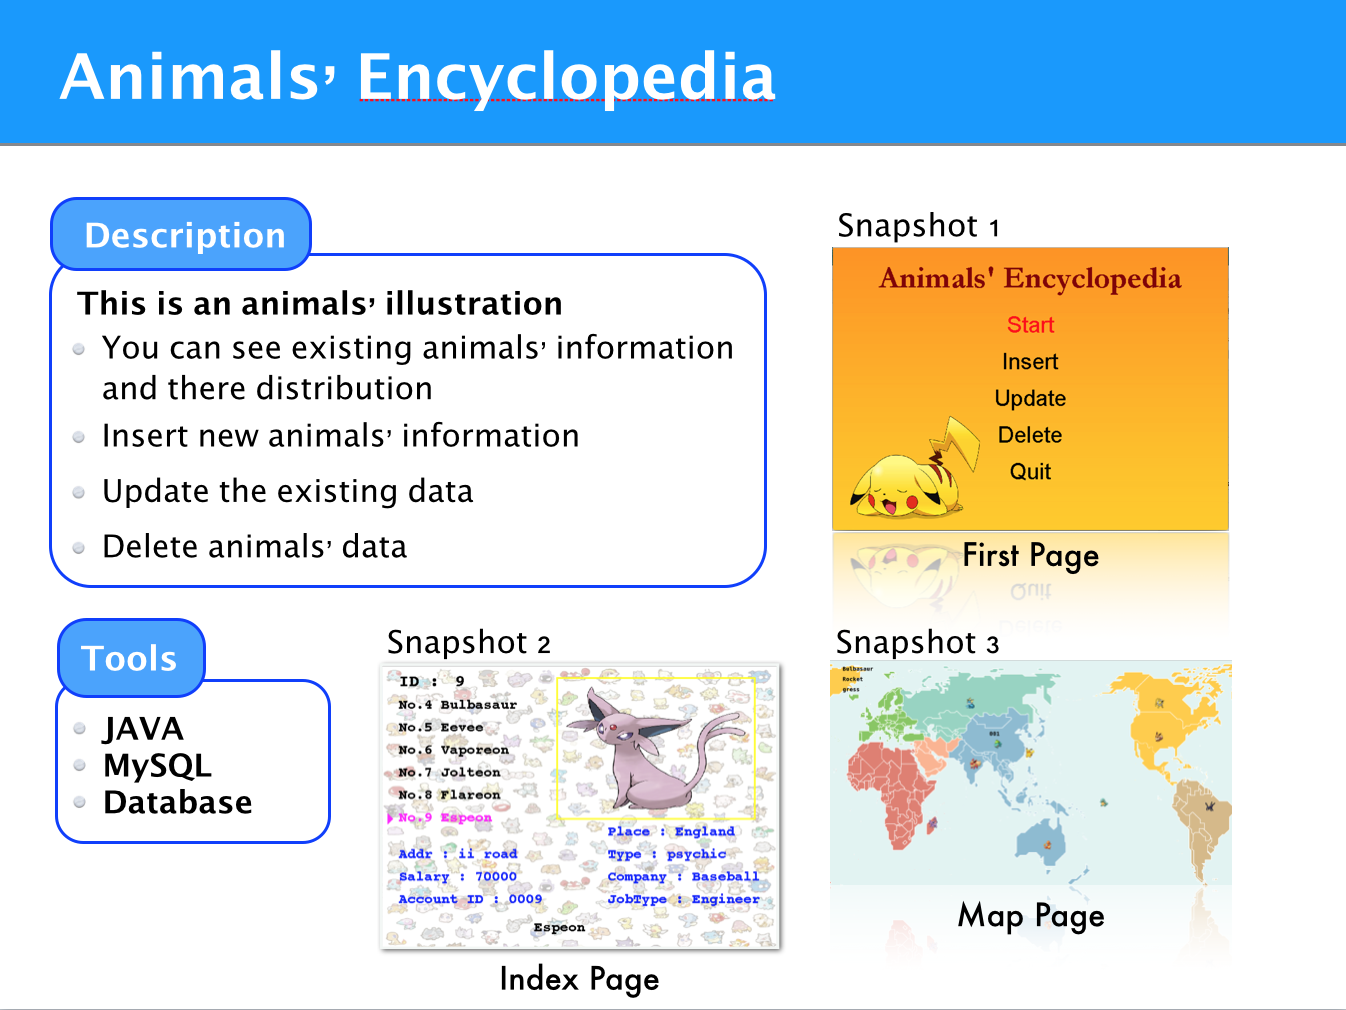 Animals’ Encyclopedia
Description
This is an animals’ illustration
You can see existing animals’ information
and there distribution
Insert new animals’ information
Update the existing data
Delete animals’ data
Tools
JAVA
MySQL
Database
Snapshot 1
Animals' Encyclopedia
Start
Insert
Update
Delete
Quit
First Page
Snapshot 2
ID : 9
No.4 Bulbasaur
No.5 Eevee
No.6 Vaporeon
No.7 Jolteon
No.8 Flareon
No.9 Espeon
Place : England
Addr : ii road
Type : psychic
Salary : 70000
Company : Baseball
Account ID : 0009
JobType : Engineer
Espeon
Index Page
Snapshot 3
Bulbasaur
Rocket
gress
001
Map Page